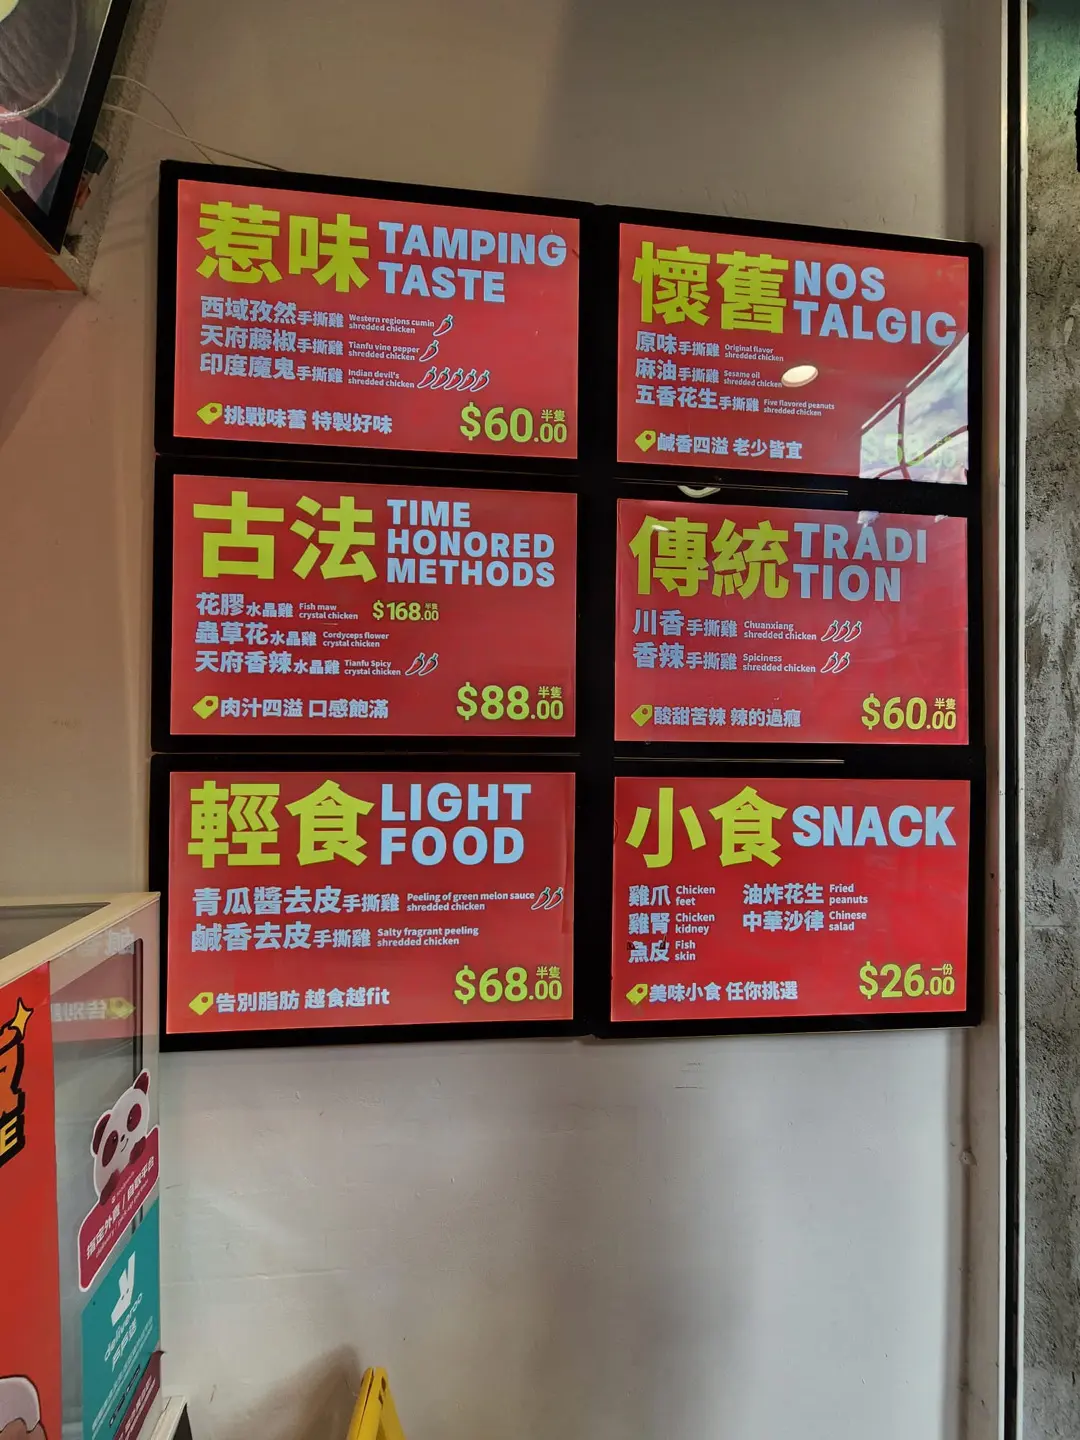 惹味 TAMPING
TASTE
西域孜然手撕雞 Western regions cumin
shredded chicken
天府藤椒手撕雞 Tianfu vine pepper
shredded chicken
印度魔鬼手撕雞 Indian devil's
shredded chicken
挑戰味蕾 特製好味
$60.00 半隻
懷舊 NOS
TALGIC
原味手撕雞 Original flavor
shredded chicken
麻油手撕雞 Sesame oil
shredded chicken
五香花生手撕雞 Five flavored peanuts
shredded chicken
鹹香四溢 老少皆宜
古法 TIME
HONORED
METHODS
花膠水晶雞 Fish maw
crystal chicken $168.00 半隻
蟲草花水晶雞 Cordyceps flower
crystal chicken
天府香辣水晶雞 Tianfu Spicy
crystal chicken
肉汁四溢 口感飽滿
$88.00 半隻
傳統 TRADI
TION
川香手撕雞 Chuanxiang
shredded chicken
香辣手撕雞 Spiciness
shredded chicken
酸甜苦辣 辣的過癮
$60.00 半隻
輕食 LIGHT
FOOD
青瓜醬去皮手撕雞 Peeling of green melon sauce
shredded chicken
鹹香去皮手撕雞 Salty fragrant peeling
shredded chicken
告別脂肪 越食越fit
$68.00 半隻
小食 SNACK
雞爪 Chicken
feet
油炸花生 Fried
peanuts
雞腎 Chicken
kidney
中華沙律 Chinese
salad
魚皮 Fish
skin
美味小食 任你挑選
$26.00 一份
指定外賣 / 自取平台
deliveroo
戶戶送